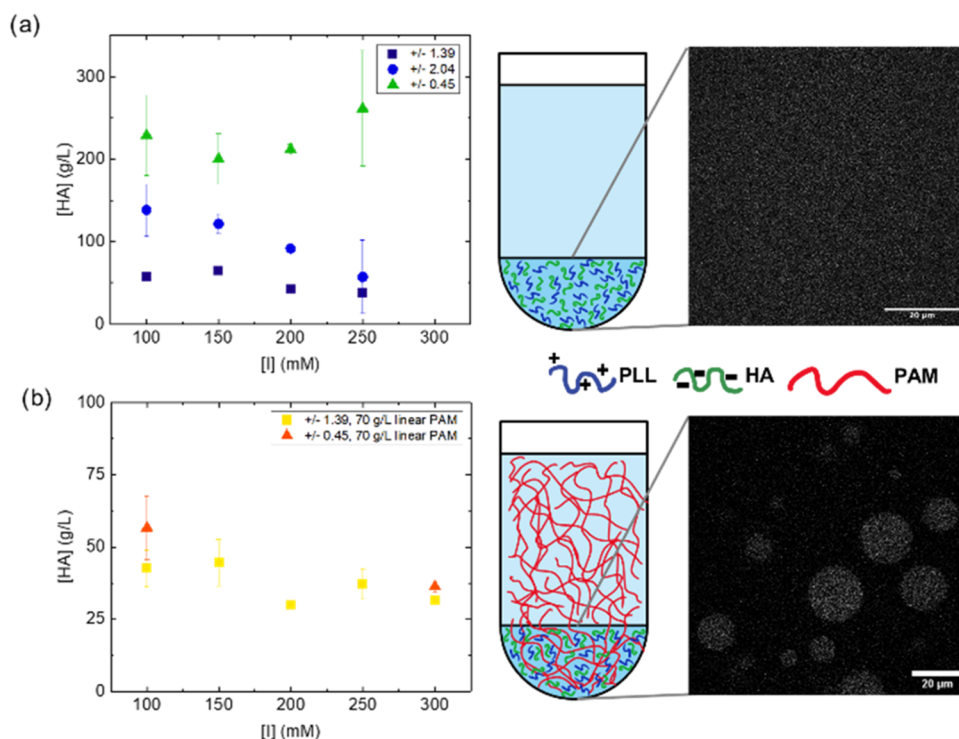 (a)
300
200
100
0
[HA] (g/L)
+/- 1.39
+/- 2.04
+/- 0.45
100 150 200 250 300
[I] (mM)
20 μm
+ + + PLL
- - - HA
PAM
(b)
100
75
50
25
0
[HA] (g/L)
+/- 1.39, 70 g/L linear PAM
+/- 0.45, 70 g/L linear PAM
100 150 200 250 300
[I] (mM)
20 μm